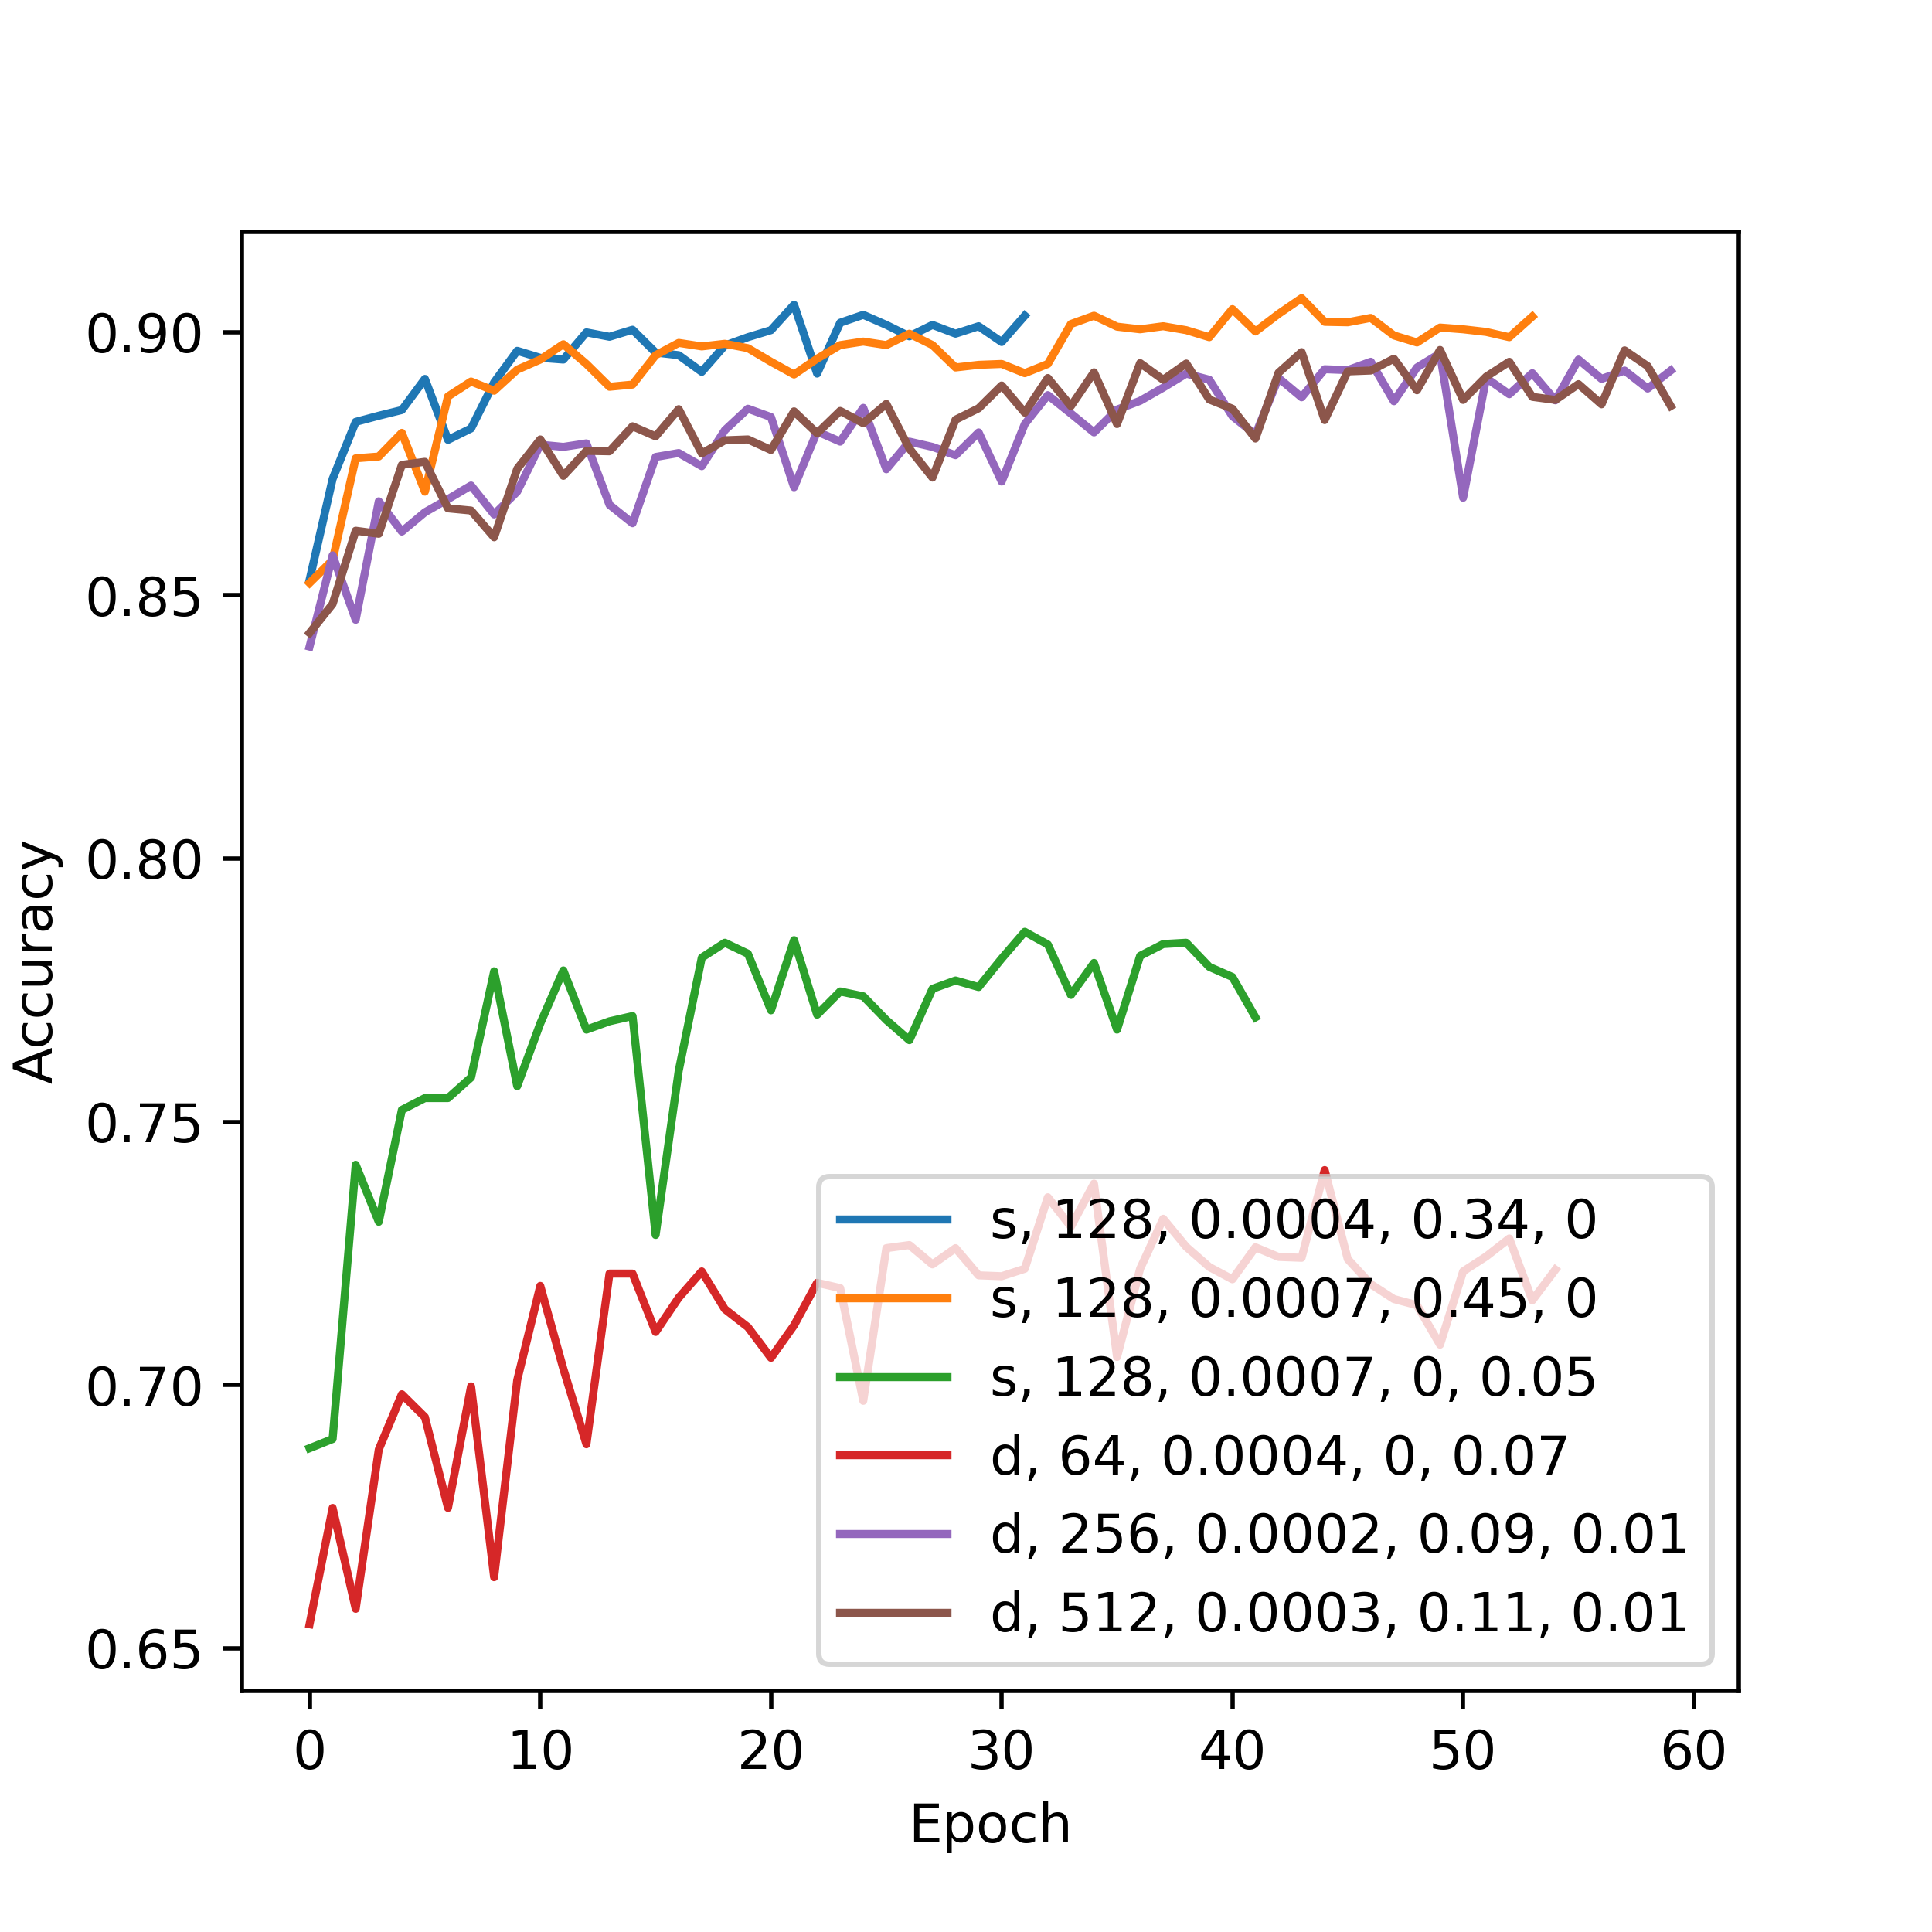 0.90
0.85
0.80
0.75
0.70
0.65
Accuracy
s, 128, 0.0004, 0.34, 0
s, 128, 0.0007, 0.45, 0
s, 128, 0.0007, 0, 0.05
d, 64, 0.0004, 0, 0.07
d, 256, 0.0002, 0.09, 0.01
d, 512, 0.0003, 0.11, 0.01
0 10 20 30 40 50 60
Epoch